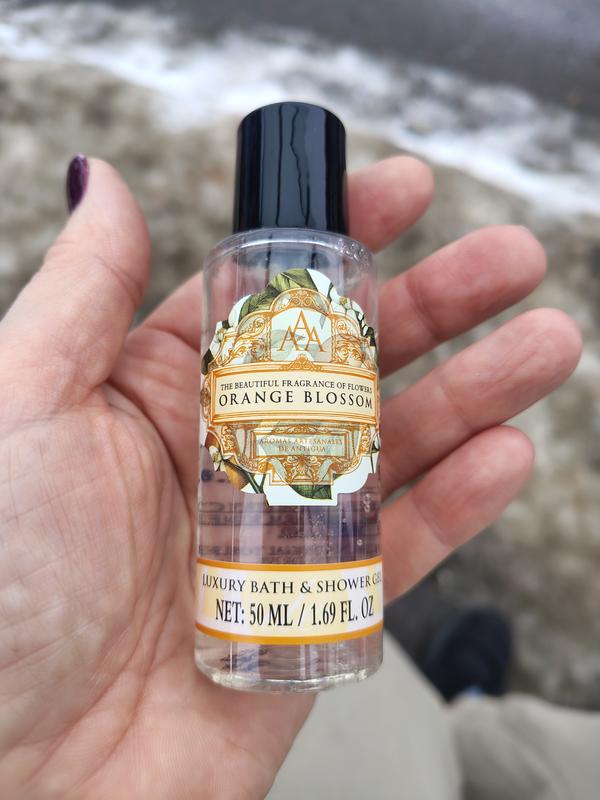 AAA
THE BEAUTIFUL FRAGRANCE OF FLOWERS
ORANGE BLOSSOM
AROMAS ARTESANALES
DE ANTIGUA
LUXURY BATH & SHOWER GEL
NET: 50 ML / 1.69 FL. OZ